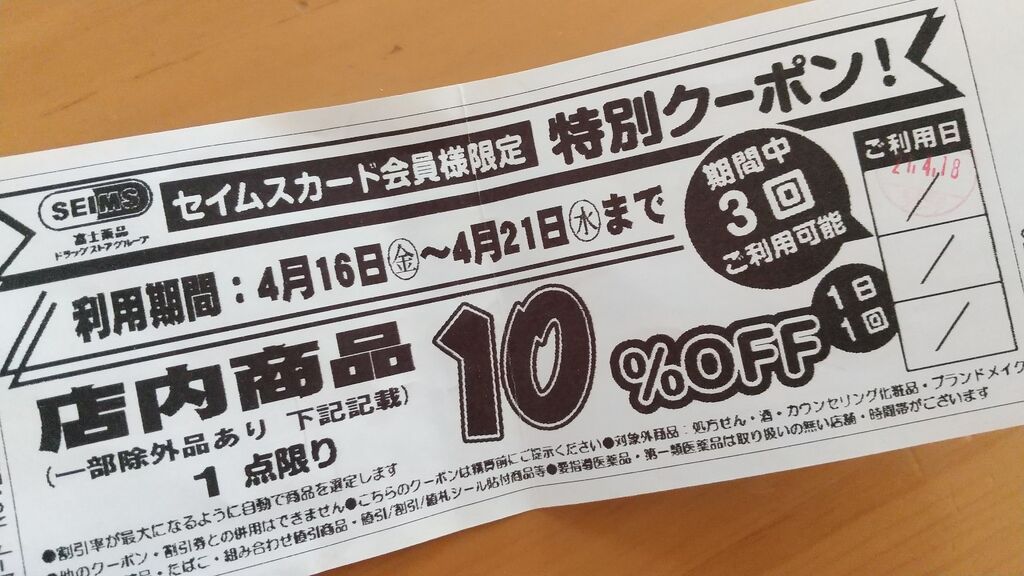 SEIMS
富士薬品
ドラッグストアグループ
セイムスカード会員様限定 特別クーポン!
利用期間:4月16日㊎~4月21日㊌まで
期間中
3回
ご利用可能
ご利用日
21.4.18
/
/
/
店内商品 10%OFF
1日
1回
(一部除外品あり 下記記載)
1点限り
●割引率が最大になるように自動で商品を選定します
●他のクーポン・割引券との併用はできません●こちらのクーポンは精算前にご提示ください●対象外商品:処方せん・酒・カウンセリング化粧品・ブランドメイク
・たばこ・組み合わせ値引商品・値引/割引/値札シール貼付商品等●要指導医薬品・第一類医薬品は取り扱いの無い店舗・時間帯がございます